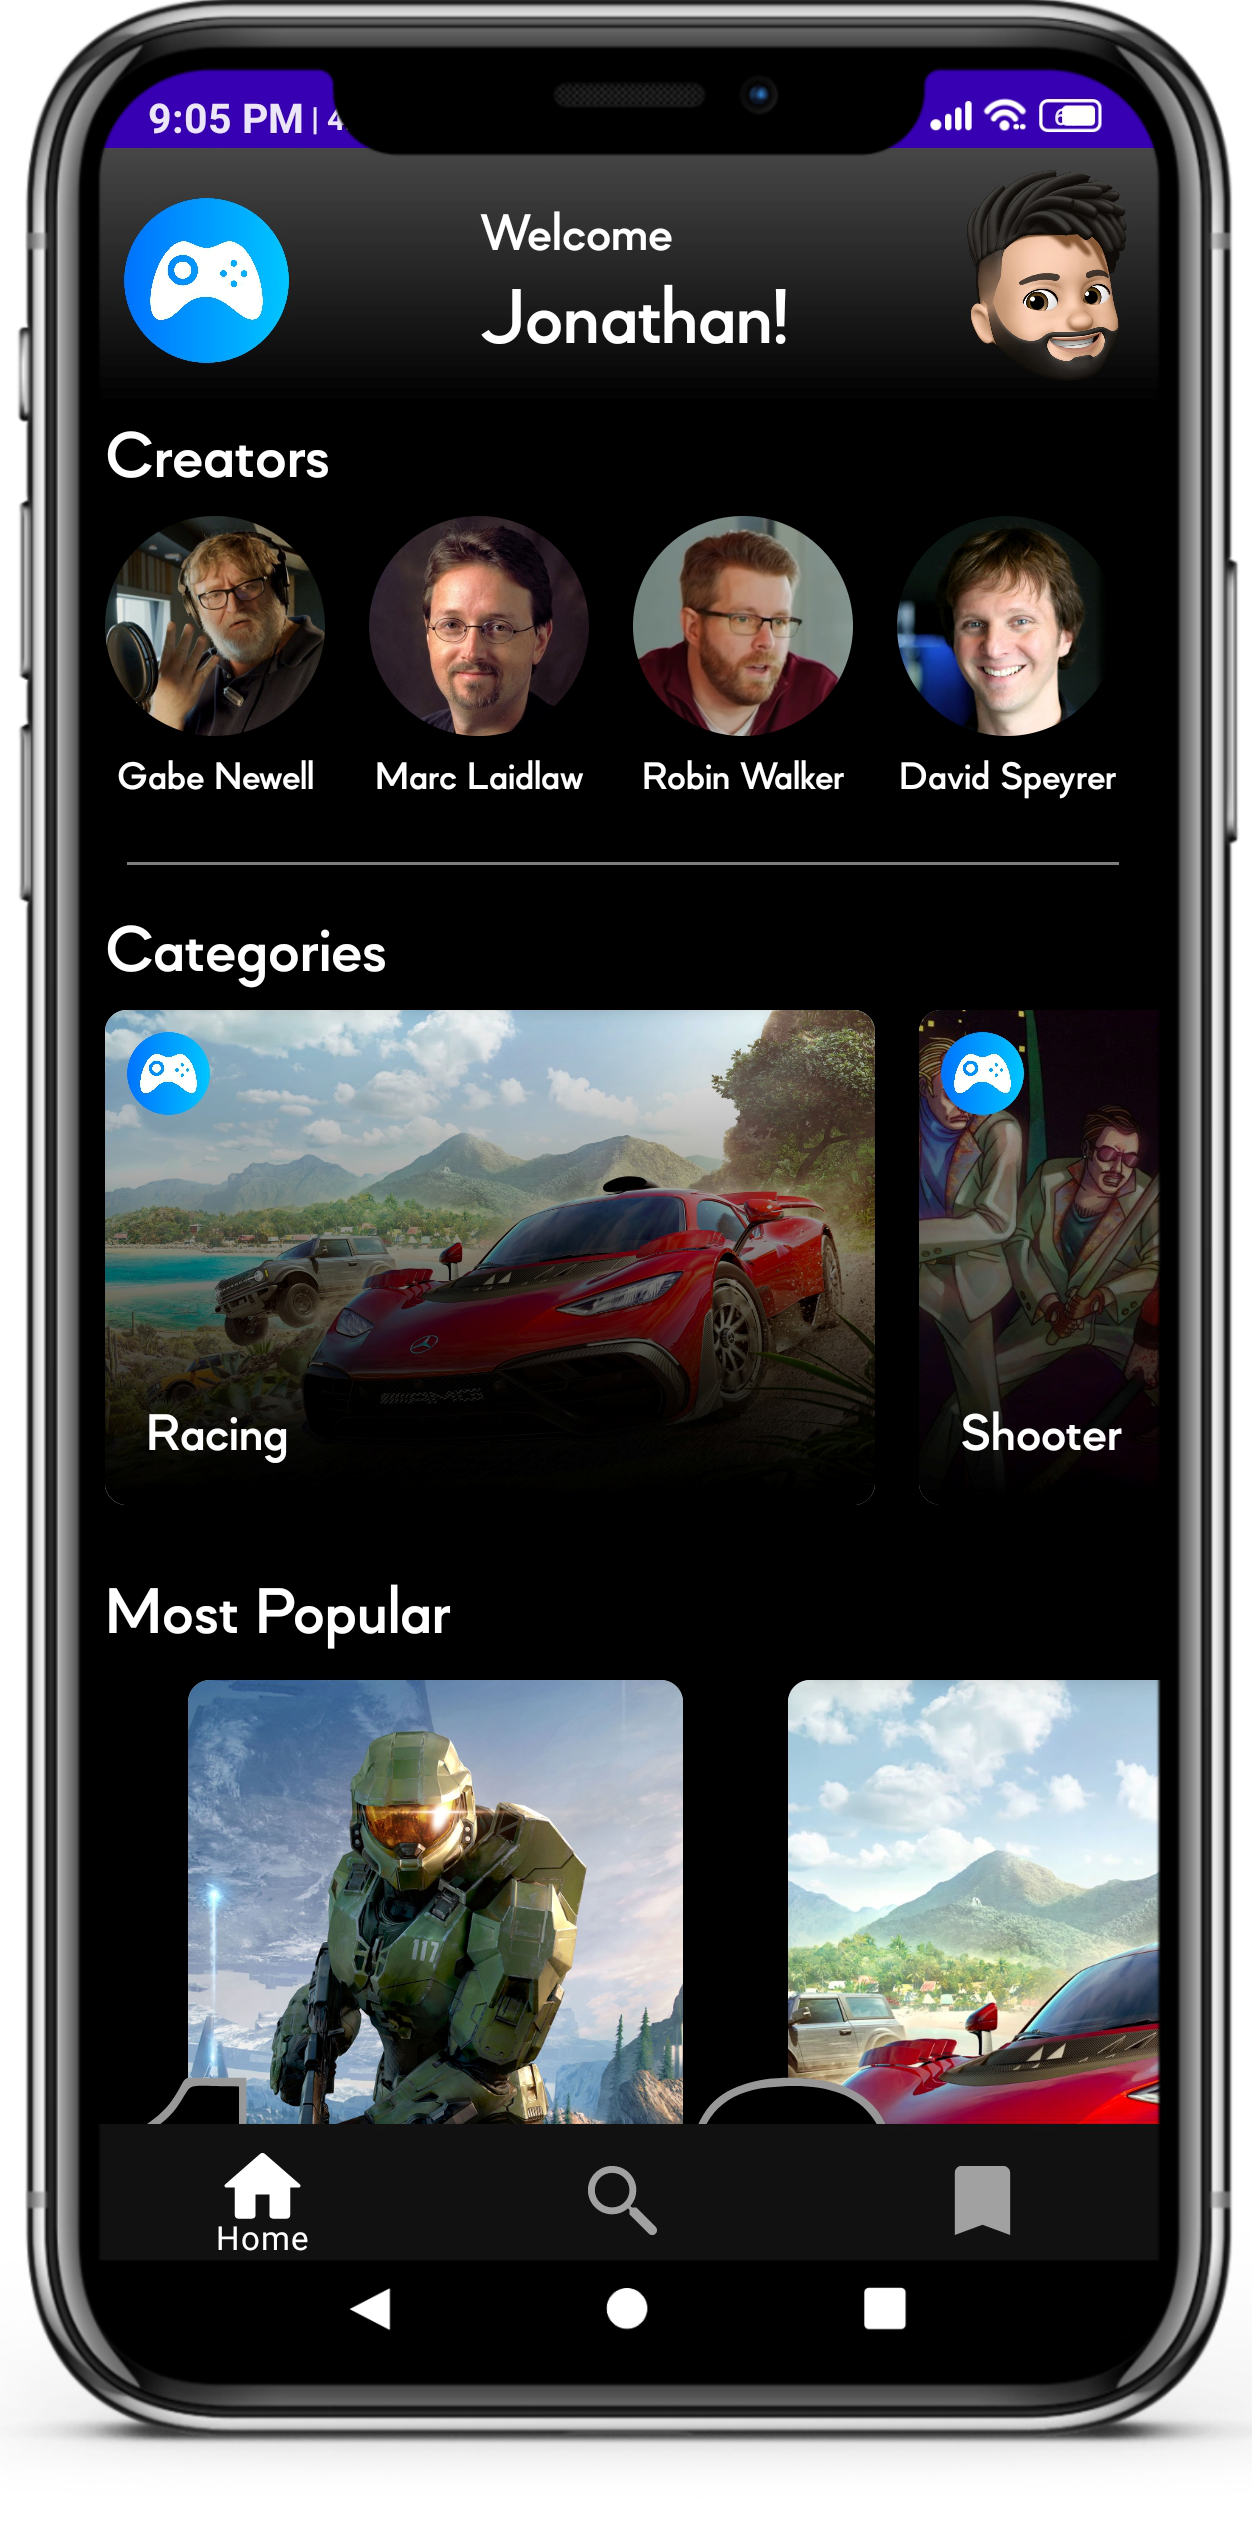 9:05 PM | 4
Welcome
Jonathan!
Creators
Gabe Newell
Marc Laidlaw
Robin Walker
David Speyrer
Categories
Racing
Shooter
Most Popular
117
Home